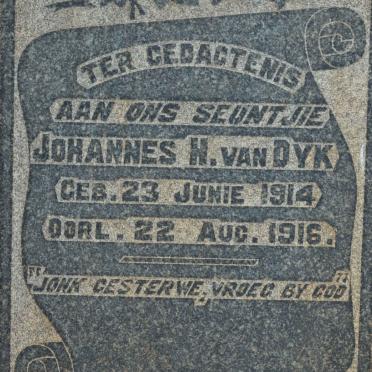 TER GEDAGTENIS
AAN ONS SEUNTJIE
JOHANNES H. VAN DYK
GEB. 23 JUNIE 1914
OORL. 22 AUG. 1916.
"JONK GESTERWE, VROEG BY GOD"